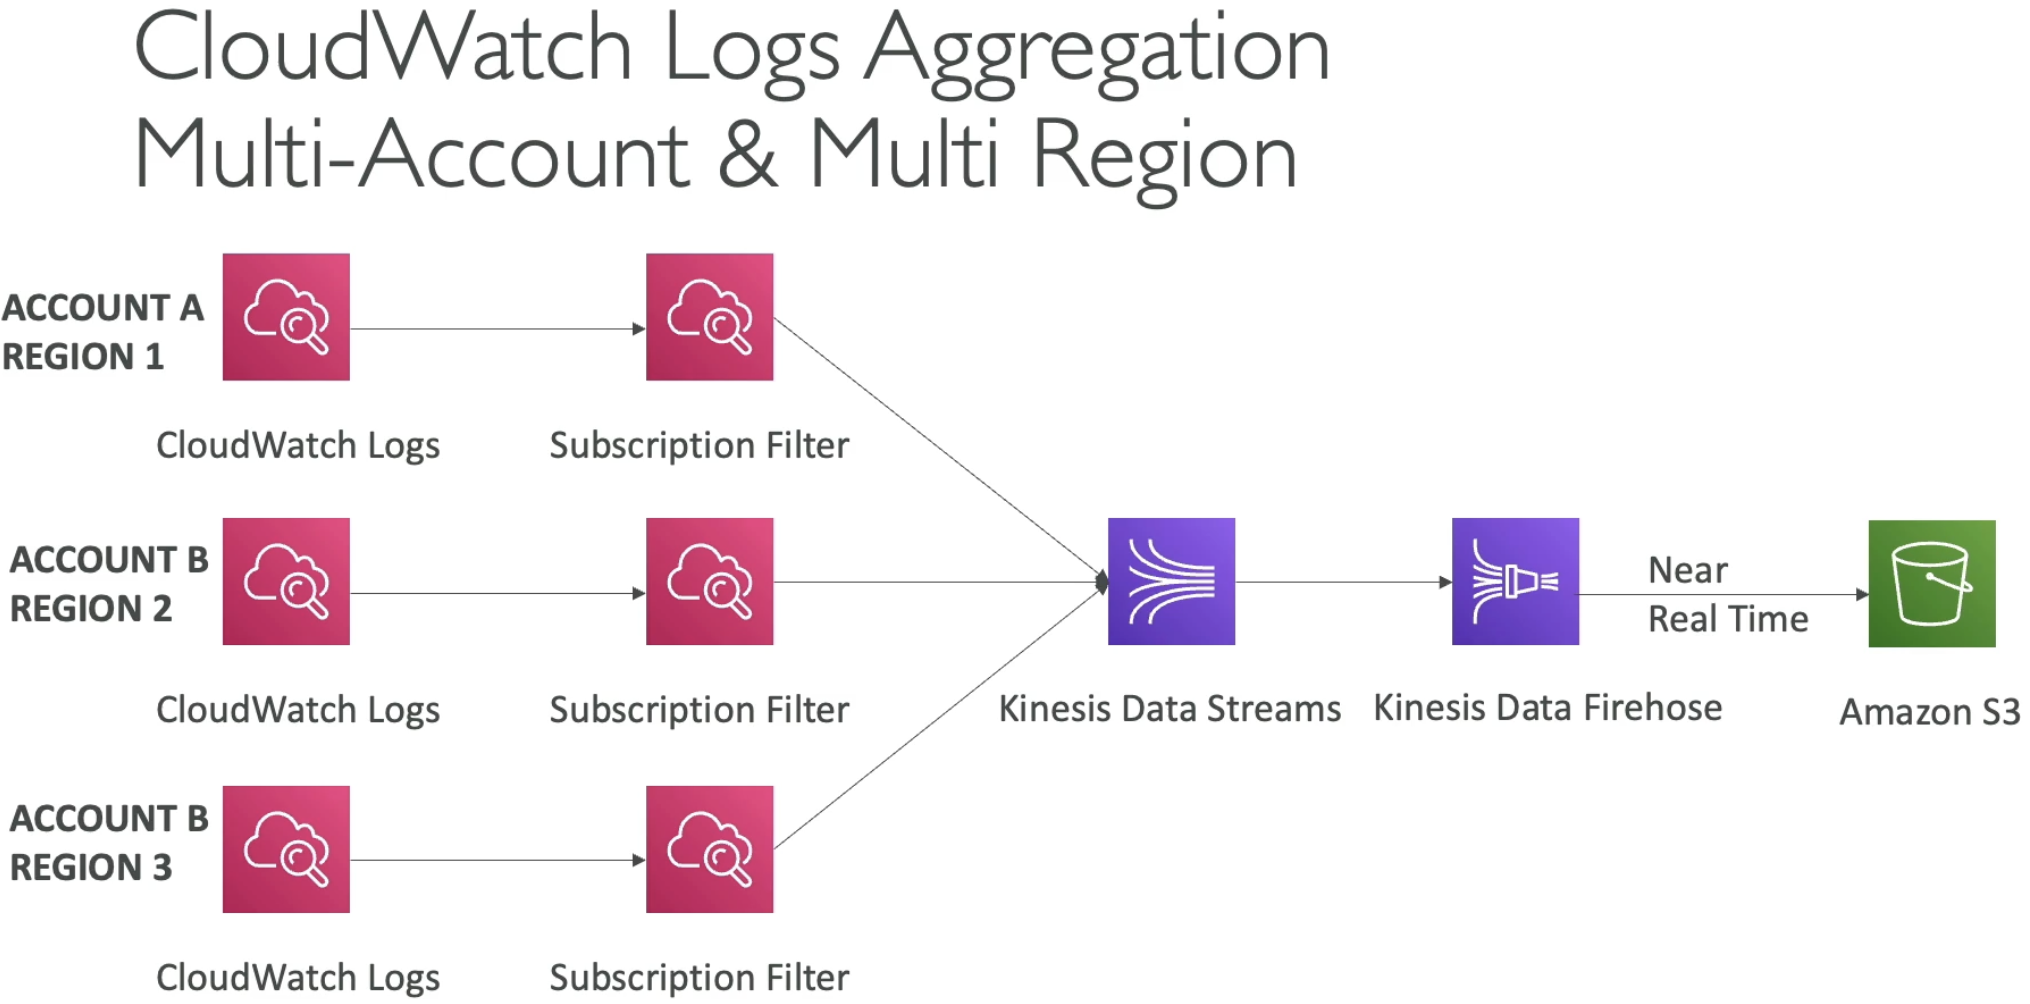 CloudWatch Logs Aggregation
Multi-Account & Multi Region
ACCOUNT A
REGION 1
CloudWatch Logs
Subscription Filter
ACCOUNT B
REGION 2
CloudWatch Logs
Subscription Filter
Kinesis Data Streams
Kinesis Data Firehose
Near
Real Time
Amazon S3
ACCOUNT B
REGION 3
CloudWatch Logs
Subscription Filter